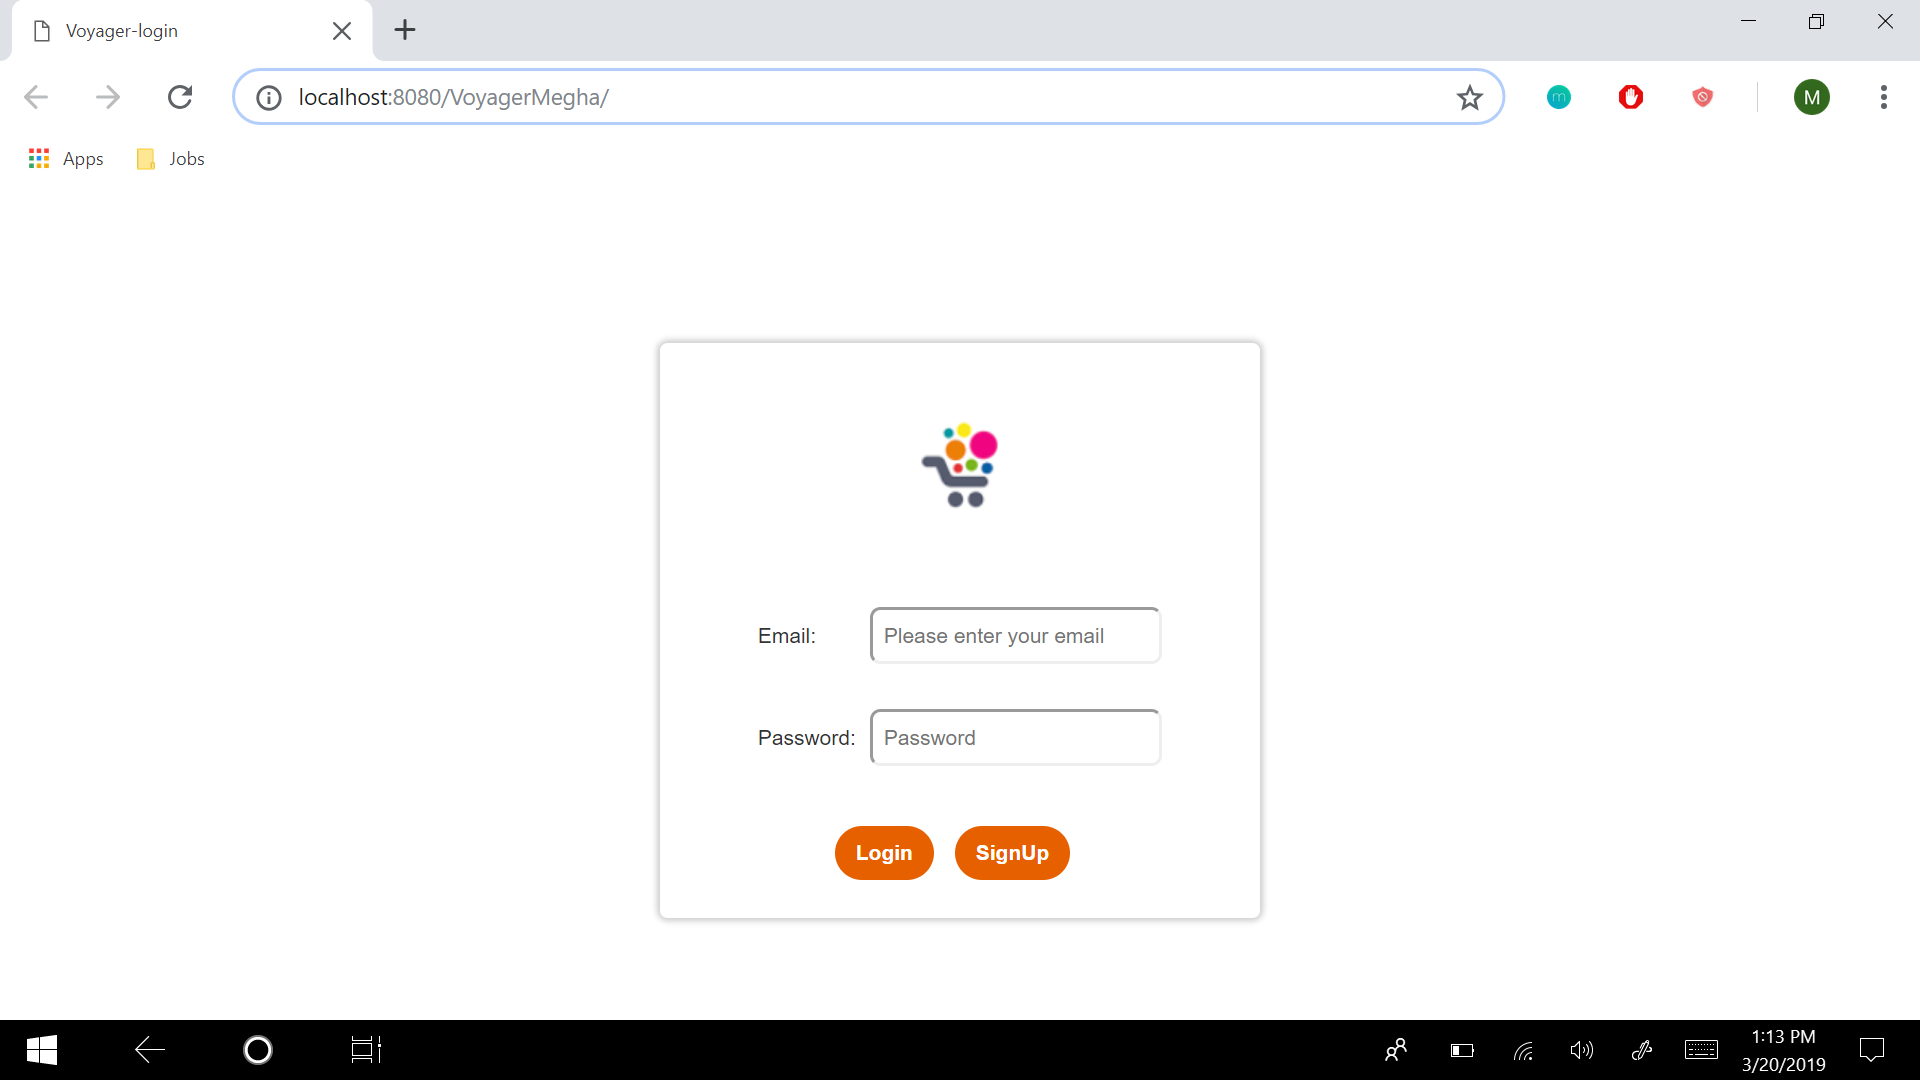 Voyager-login
localhost:8080/VoyagerMegha/
m
M
Apps
Jobs
Email:
Please enter your email
Password:
Password
Login
SignUp
1:13 PM
3/20/2019